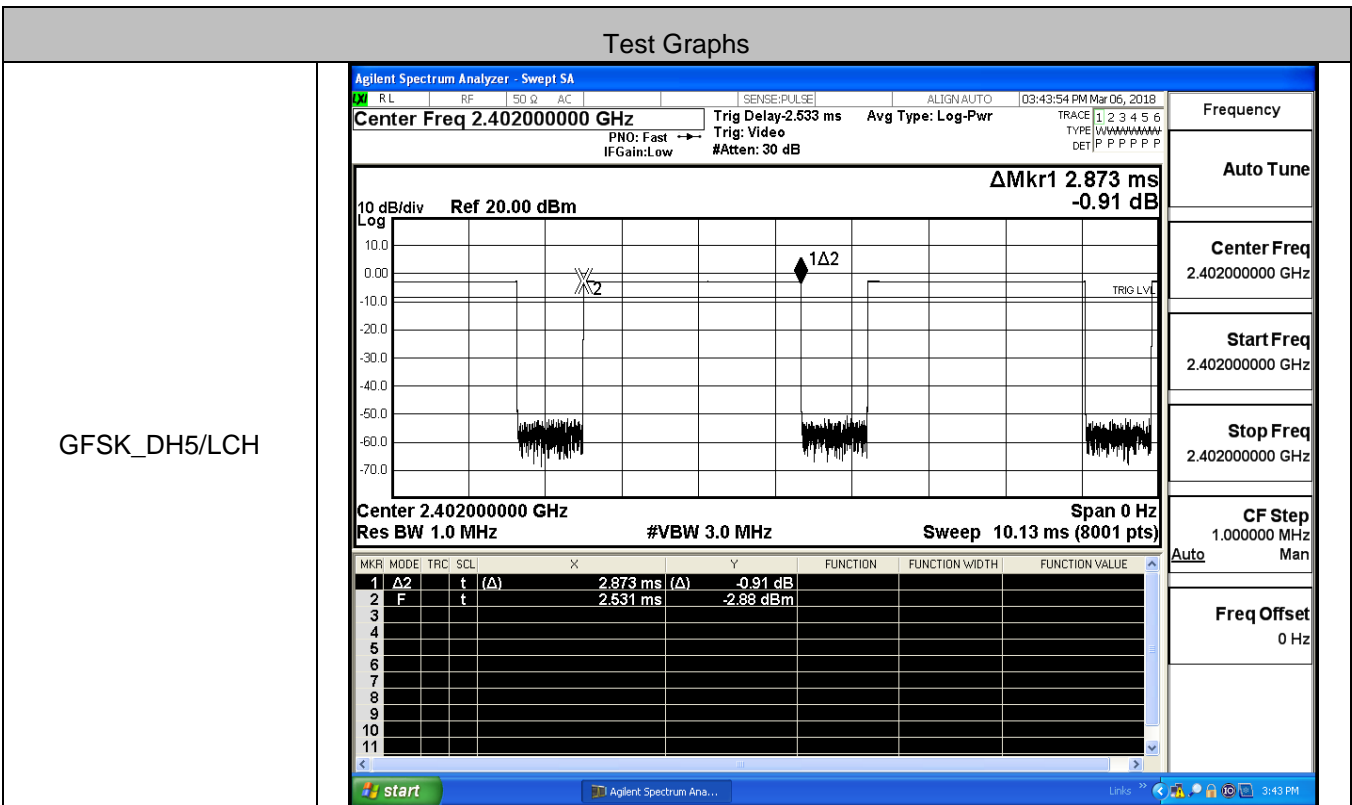 Test Graphs
GFSK_DH5/LCH
Agilent Spectrum Analyzer - Swept SA
LXI RL RF 50 Ω AC SENSE:PULSE ALIGN AUTO 03:43:54 PM Mar 06, 2018
Center Freq 2.402000000 GHz
PNO: Fast
IFGain:Low
Trig Delay-2.533 ms
Trig: Video
#Atten: 30 dB
Avg Type: Log-Pwr
TRACE 1 2 3 4 5 6
TYPE WWWWWW
DET P P P P P P
ΔMkr1 2.873 ms
-0.91 dB
10 dB/div Ref 20.00 dBm
Log
10.0
0.00
-10.0
-20.0
-30.0
-40.0
-50.0
-60.0
-70.0
2
1Δ2
TRIG LVL
Center 2.402000000 GHz Span 0 Hz
Res BW 1.0 MHz #VBW 3.0 MHz Sweep 10.13 ms (8001 pts)
MKR MODE TRC SCL X Y FUNCTION FUNCTION WIDTH FUNCTION VALUE
1 Δ2 t (Δ) 2.873 ms (Δ) -0.91 dB
2 F t 2.531 ms -2.88 dBm
3
4
5
6
7
8
9
10
11
Frequency
Auto Tune
Center Freq
2.402000000 GHz
Start Freq
2.402000000 GHz
Stop Freq
2.402000000 GHz
CF Step
1.000000 MHz
Auto Man
Freq Offset
0 Hz
start Agilent Spectrum Ana... Links » 3:43 PM